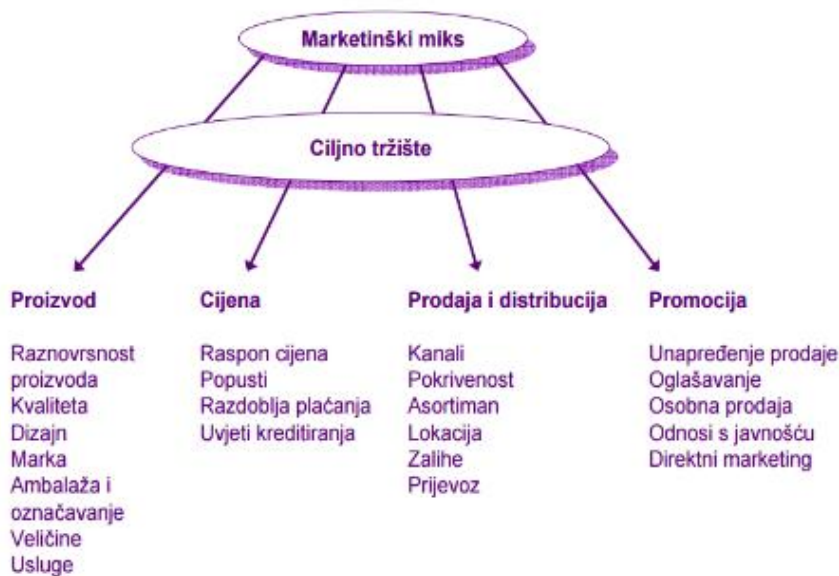 Marketinški miks
Ciljno tržište
Proizvod
Raznovrsnost
proizvoda
Kvaliteta
Dizajn
Marka
Ambalaža i
označavanje
Veličine
Usluge
Cijena
Raspon cijena
Popusti
Razdoblja plaćanja
Uvjeti kreditiranja
Prodaja i distribucija
Kanali
Pokrivenost
Asortiman
Lokacija
Zalihe
Prijevoz
Promocija
Unapređenje prodaje
Oglašavanje
Osobna prodaja
Odnosi s javnošću
Direktni marketing